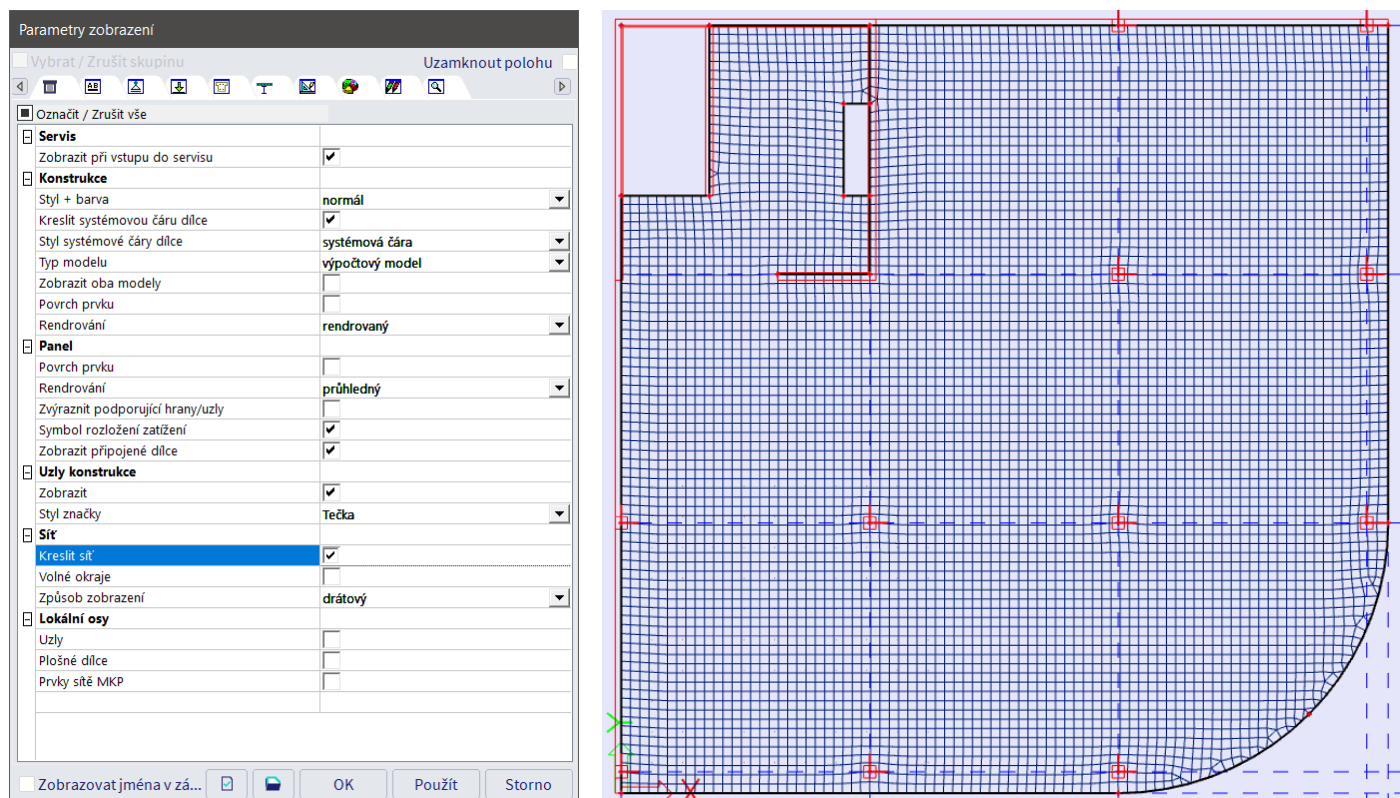 Parametry zobrazení
Vybrat / Zrušit skupinu
Uzamknout polohu
Označit / Zrušit vše
Servis
Zobrazit při vstupu do servisu
Konstrukce
Styl + barva normál
Kreslit systémovou čáru dílce
Styl systémové čáry dílce systémová čára
Typ modelu výpočtový model
Zobrazit oba modely
Povrch prvku
Rendrování rendrovaný
Panel
Povrch prvku
Rendrování průhledný
Zvýraznit podporující hrany/uzly
Symbol rozložení zatížení
Zobrazit připojené dílce
Uzly konstrukce
Zobrazit
Styl značky Tečka
Síť
Kreslit síť
Volné okraje
Způsob zobrazení drátový
Lokální osy
Uzly
Plošné dílce
Prvky sítě MKP
Zobrazovat jména v zá...
OK
Použít
Storno
X